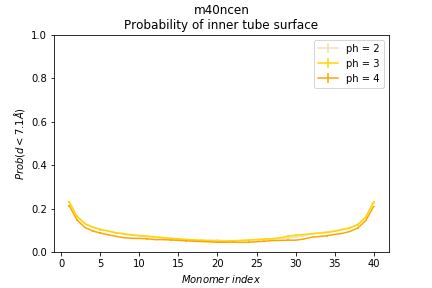 m40ncen
Probability of inner tube surface
1.0
0.8
0.6
0.4
0.2
0.0
Prob(d < 7.1Å)
ph = 2
ph = 3
ph = 4
0 5 10 15 20 25 30 35 40
Monomer index